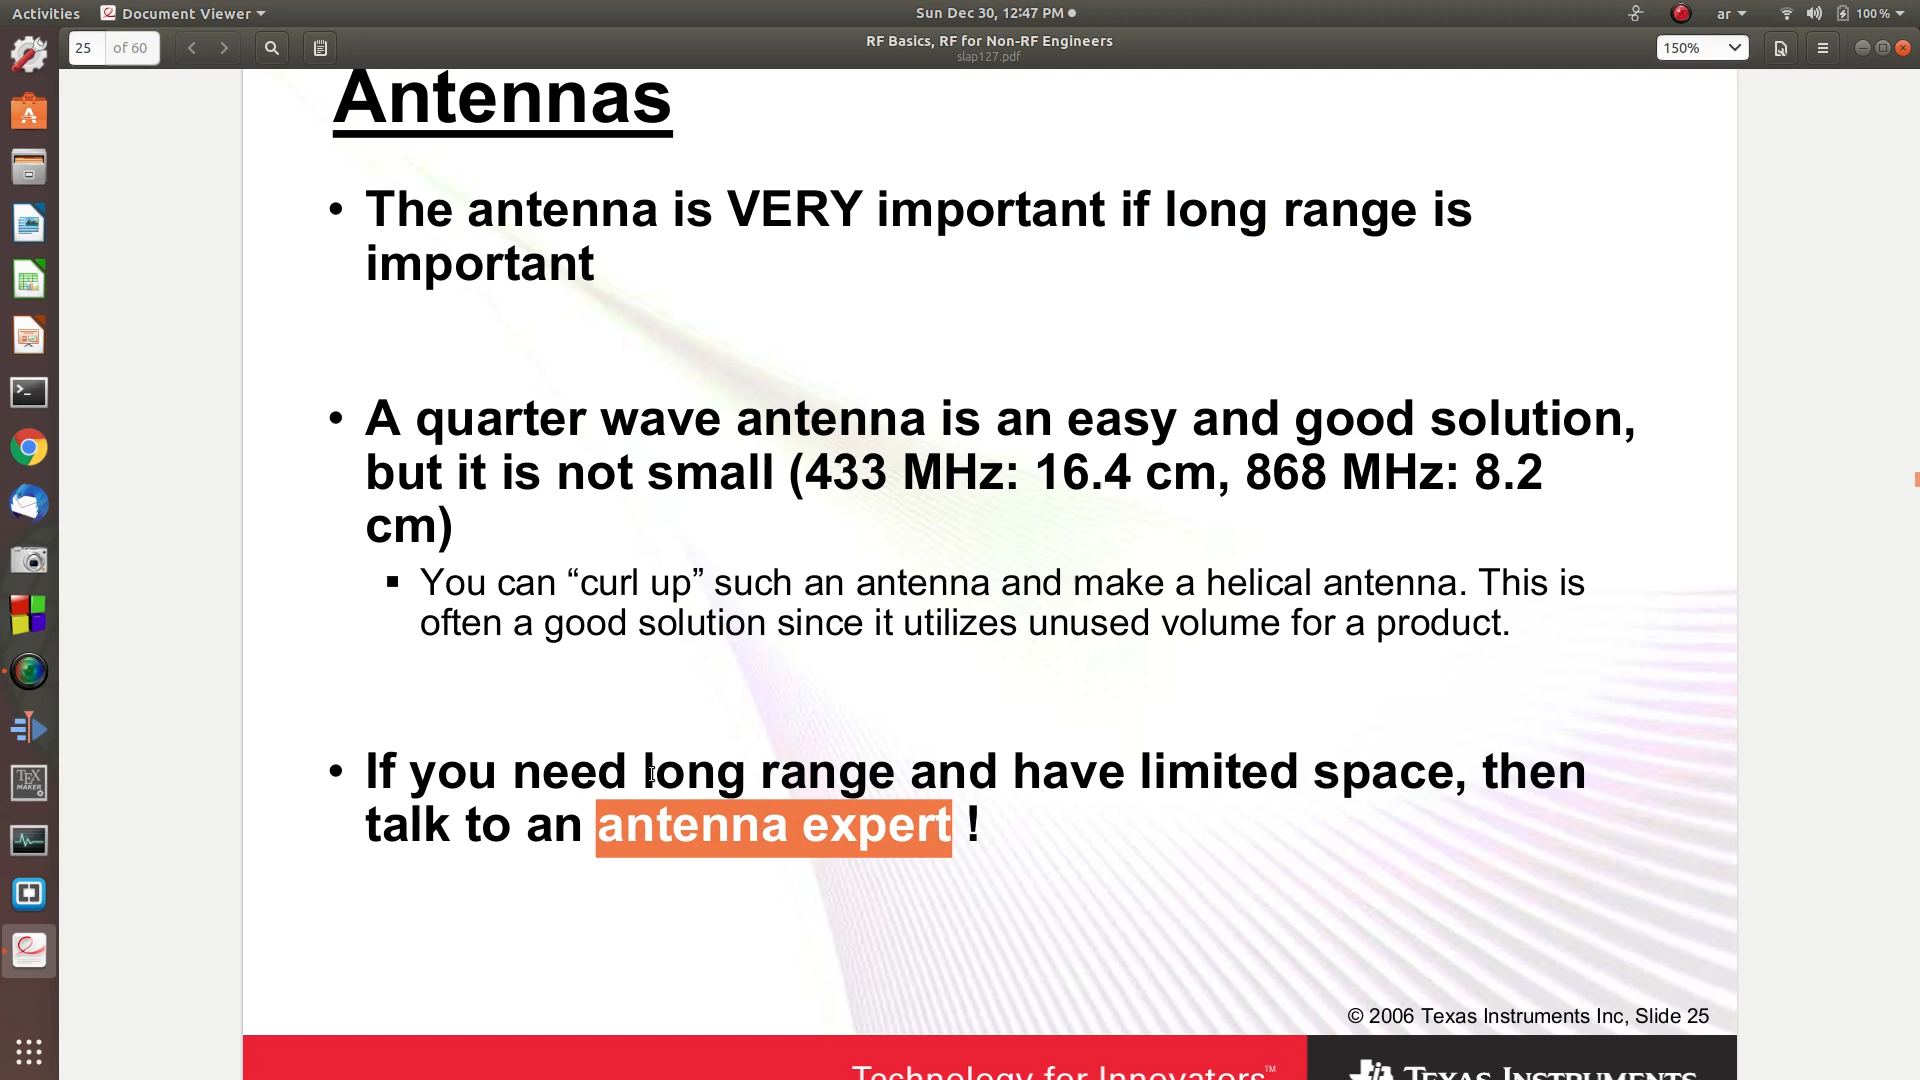 Activities Document Viewer Sun Dec 30, 12:47 PM ar 100 %
25 of 60 RF Basics, RF for Non-RF Engineers 150%
slap127.pdf
Antennas
• The antenna is VERY important if long range is
important
• A quarter wave antenna is an easy and good solution,
but it is not small (433 MHz: 16.4 cm, 868 MHz: 8.2
cm)
▪ You can “curl up” such an antenna and make a helical antenna. This is
often a good solution since it utilizes unused volume for a product.
• If you need long range and have limited space, then
talk to an antenna expert !
© 2006 Texas Instruments Inc, Slide 25
Technology for Innovators™ TEXAS INSTRUMENTS
TEX MAKER